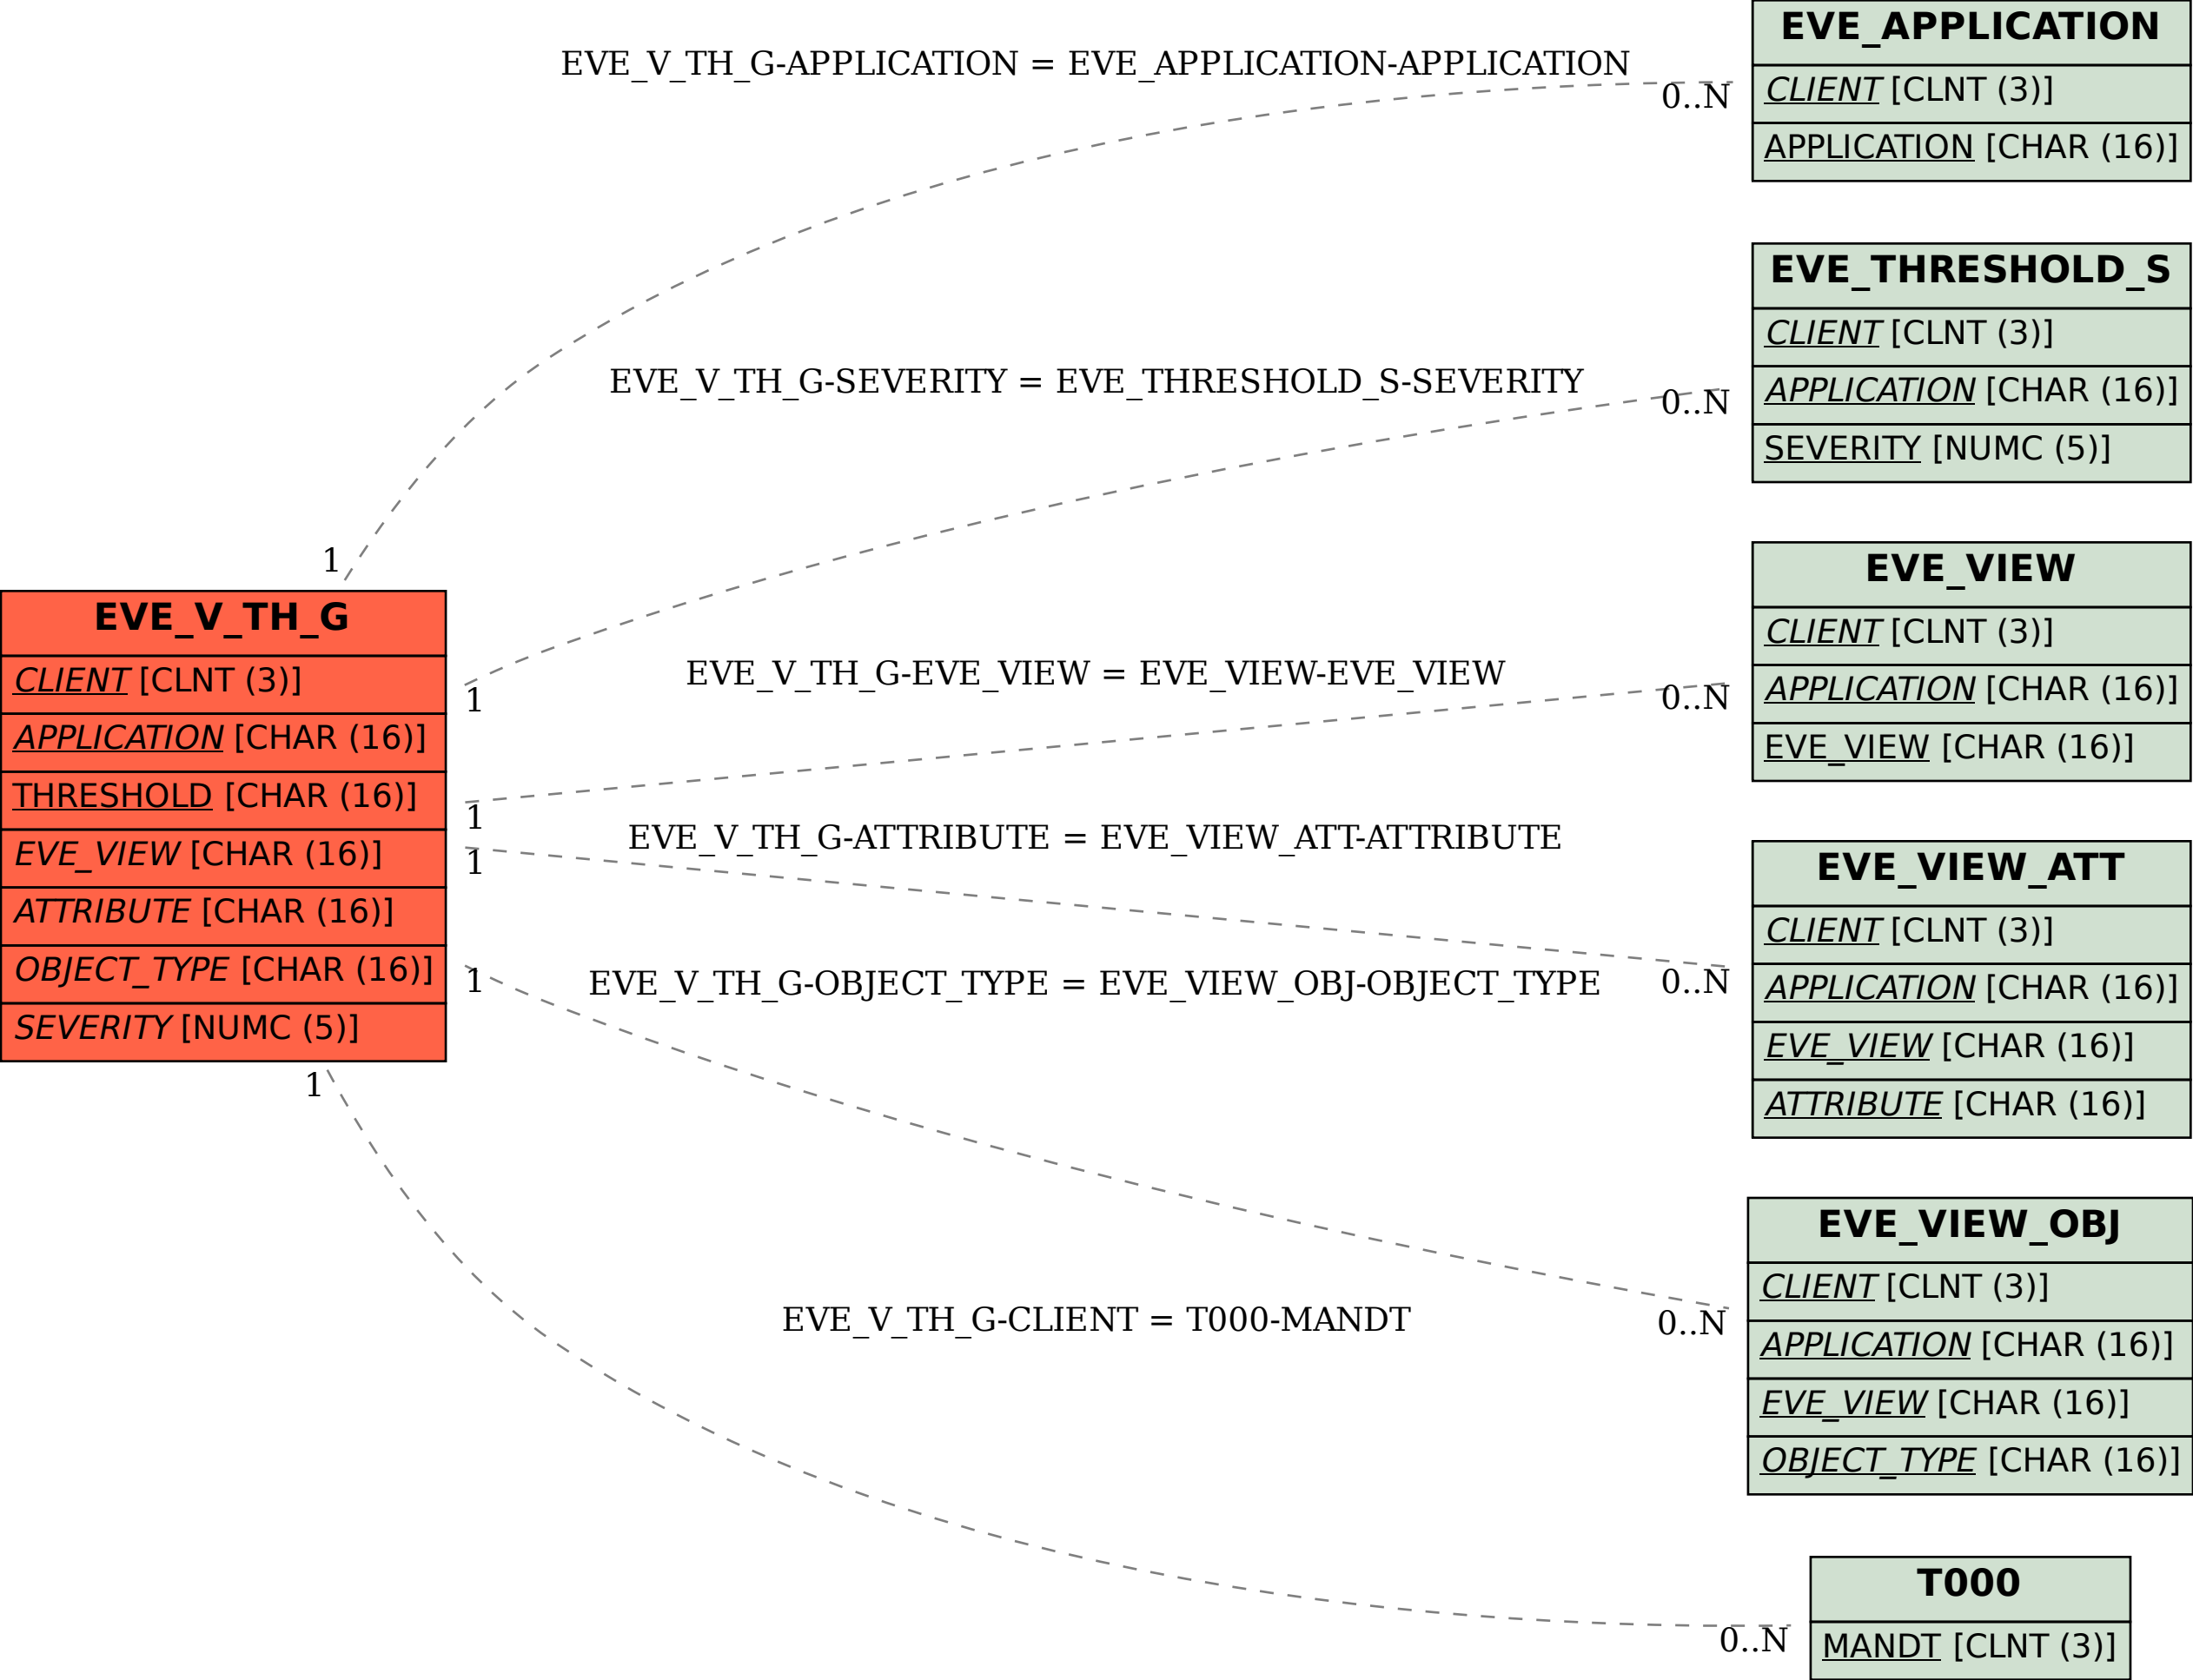 EVE_APPLICATION
CLIENT [CLNT (3)]
APPLICATION [CHAR (16)]
EVE_V_TH_G-APPLICATION = EVE_APPLICATION-APPLICATION
0..N
1
EVE_THRESHOLD_S
CLIENT [CLNT (3)]
APPLICATION [CHAR (16)]
SEVERITY [NUMC (5)]
EVE_V_TH_G-SEVERITY = EVE_THRESHOLD_S-SEVERITY
0..N
1
EVE_V_TH_G
CLIENT [CLNT (3)]
APPLICATION [CHAR (16)]
THRESHOLD [CHAR (16)]
EVE_VIEW [CHAR (16)]
ATTRIBUTE [CHAR (16)]
OBJECT_TYPE [CHAR (16)]
SEVERITY [NUMC (5)]
EVE_VIEW
CLIENT [CLNT (3)]
APPLICATION [CHAR (16)]
EVE_VIEW [CHAR (16)]
EVE_V_TH_G-EVE_VIEW = EVE_VIEW-EVE_VIEW
0..N
1
EVE_VIEW_ATT
CLIENT [CLNT (3)]
APPLICATION [CHAR (16)]
EVE_VIEW [CHAR (16)]
ATTRIBUTE [CHAR (16)]
EVE_V_TH_G-ATTRIBUTE = EVE_VIEW_ATT-ATTRIBUTE
0..N
1
EVE_V_TH_G-OBJECT_TYPE = EVE_VIEW_OBJ-OBJECT_TYPE
0..N
1
EVE_VIEW_OBJ
CLIENT [CLNT (3)]
APPLICATION [CHAR (16)]
EVE_VIEW [CHAR (16)]
OBJECT_TYPE [CHAR (16)]
EVE_V_TH_G-CLIENT = T000-MANDT
0..N
1
T000
MANDT [CLNT (3)]